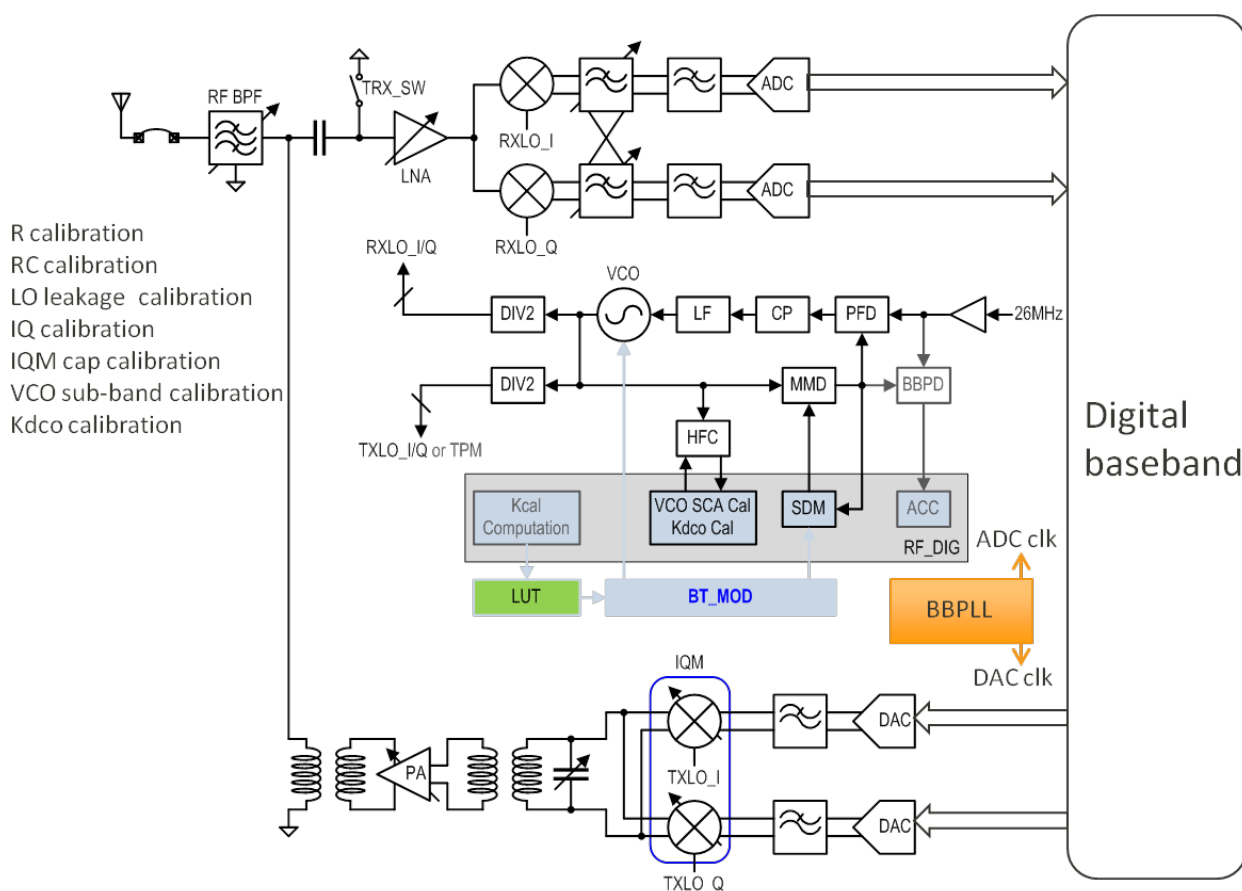 RF BPF
TRX_SW
LNA
RXLO_I
ADC
RXLO_Q
ADC
R calibration
RC calibration
LO leakage calibration
IQ calibration
IQM cap calibration
VCO sub-band calibration
Kdco calibration
RXLO_I/Q
VCO
DIV2
LF
CP
PFD
26MHz
DIV2
MMD
BBPD
TXLO_I/Q or TPM
HFC
Kcal
Computation
VCO SCA Cal
Kdco Cal
SDM
ACC
RF_DIG
LUT
BT_MOD
Digital
baseband
ADC clk
BBPLL
DAC clk
IQM
DAC
TXLO_I
PA
DAC
TXLO_Q